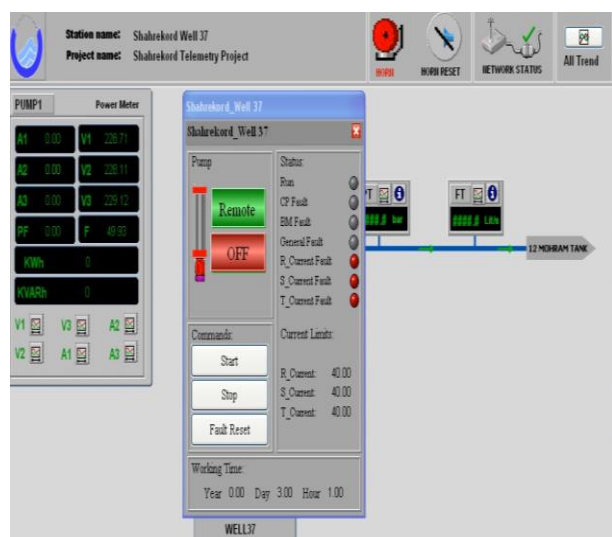 Station name: Shahrekord Well 37
Project name: Shahrekord Telemetry Project
HORN
HORN RESET
NETWORK STATUS
All Trend
PUMP1 Power Meter
A1 0.00 V1 228.71
A2 0.00 V2 228.11
A3 0.00 V3 229.12
PF 0.00 F 49.93
KWh 0
KVARh 0
V1 V3 A2
V2 A1 A3
Shahrekord_Well 37
Shahrekord_Well 37
Pump
Remote
OFF
Status:
Run
CP Fault
BM Fault
General Fault
R_Current Fault
S_Current Fault
T_Current Fault
Commands:
Start
Stop
Fault Reset
Current Limits:
R_Current: 40.00
S_Current: 40.00
T_Current: 40.00
Working Time:
Year 0.00 Day 3.00 Hour 1.00
WELL37
PT
####.# bar
FT
####.# Lit/s
12 MOHRAM TANK